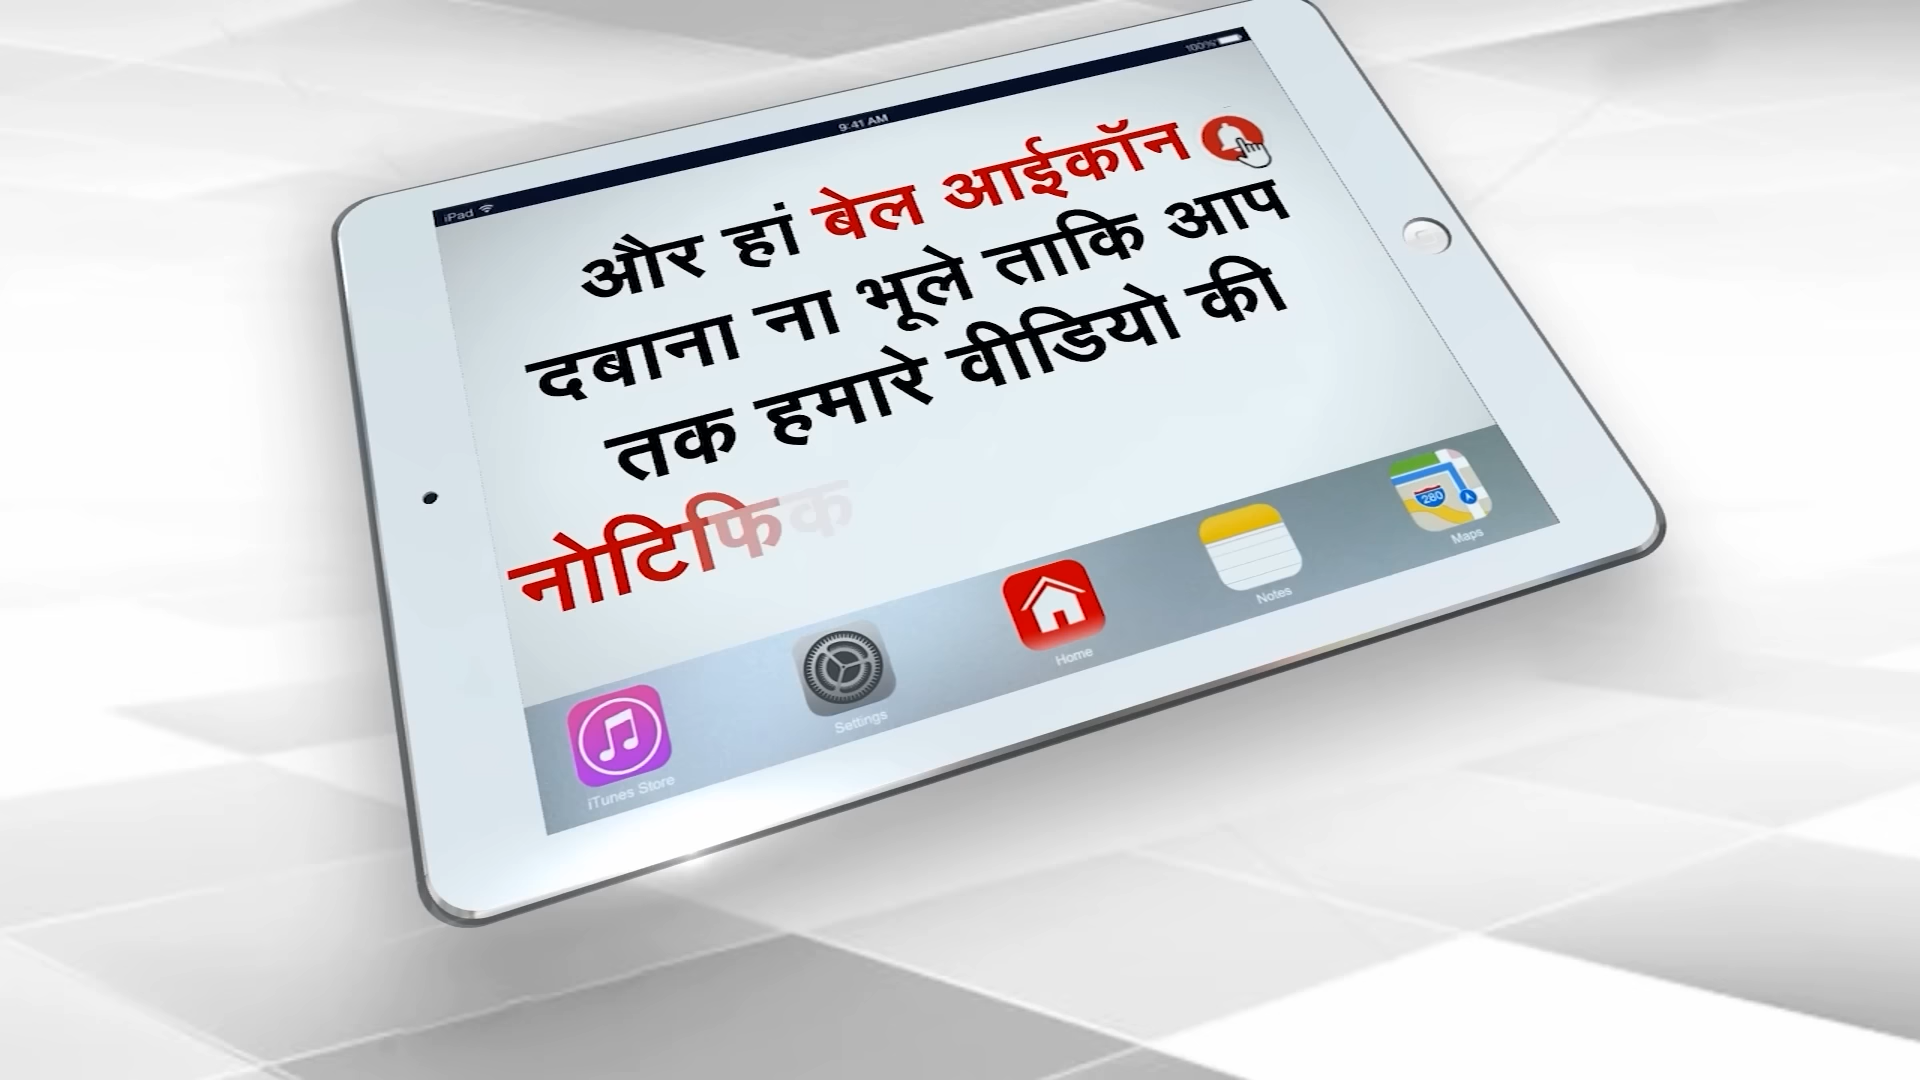 iPad
9:41 AM
100%
और हां बेल आईकॉन
दबाना ना भूले ताकि आप
तक हमारे वीडियो की
नोटिफिक
280
iTunes Store
Settings
Home
Notes
Maps